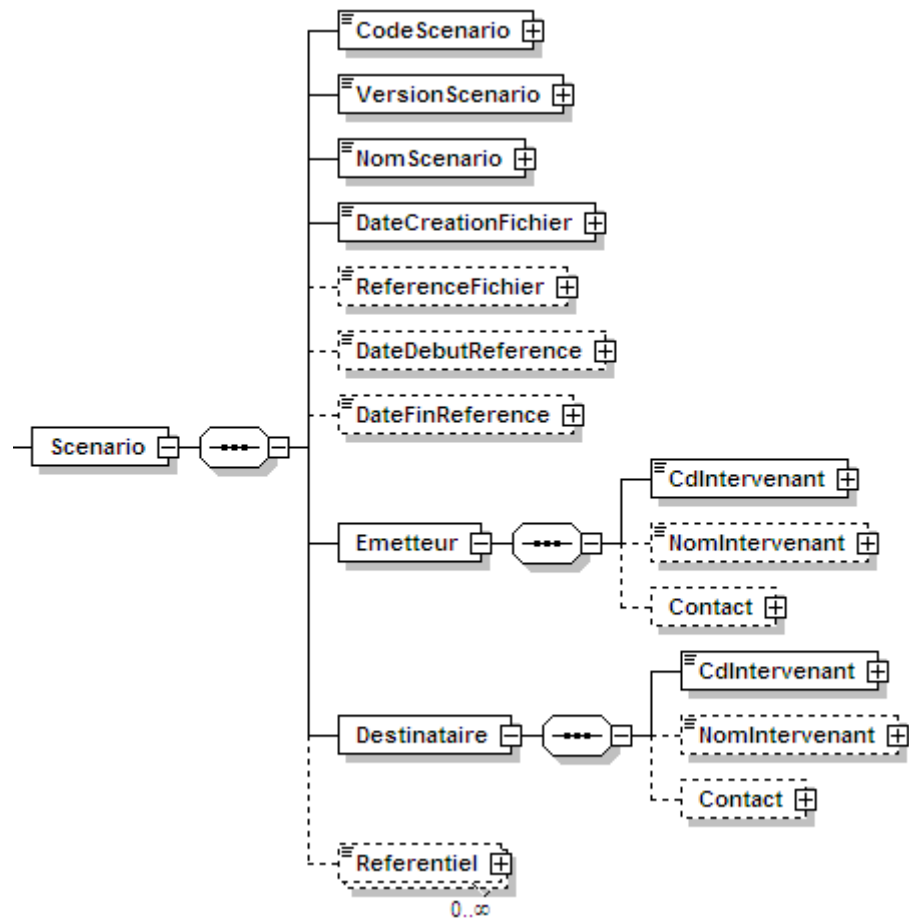 CodeScenario
VersionScenario
NomScenario
DateCreationFichier
ReferenceFichier
DateDebutReference
DateFinReference
Scenario
Emetteur
CdIntervenant
NomIntervenant
Contact
Destinataire
CdIntervenant
NomIntervenant
Contact
Referentiel
0..∞